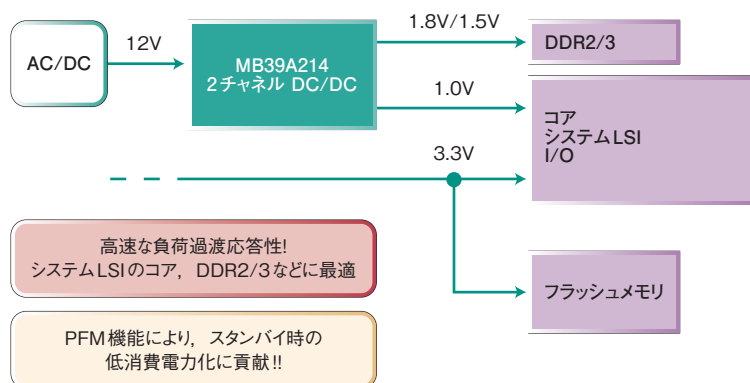 AC/DC
12V
MB39A214
2チャネル DC/DC
1.8V/1.5V
DDR2/3
1.0V
コア
システムLSI
I/O
3.3V
フラッシュメモリ
高速な負荷過渡応答性!
システムLSIのコア，DDR2/3などに最適
PFM機能により，スタンバイ時の
低消費電力化に貢献!!